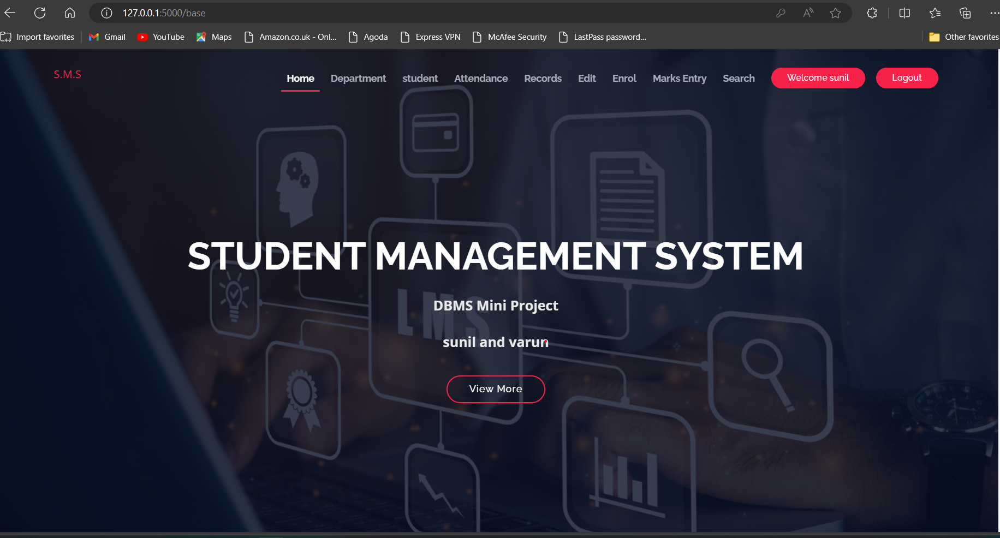 127.0.0.1:5000/base
Import favorites
Gmail
YouTube
Maps
Amazon.co.uk - Onl...
Agoda
Express VPN
McAfee Security
LastPass password...
Other favorites
S.M.S
Home
Department
student
Attendance
Records
Edit
Enrol
Marks Entry
Search
Welcome sunil
Logout
STUDENT MANAGEMENT SYSTEM
LMS
DBMS Mini Project
sunil and varun
View More